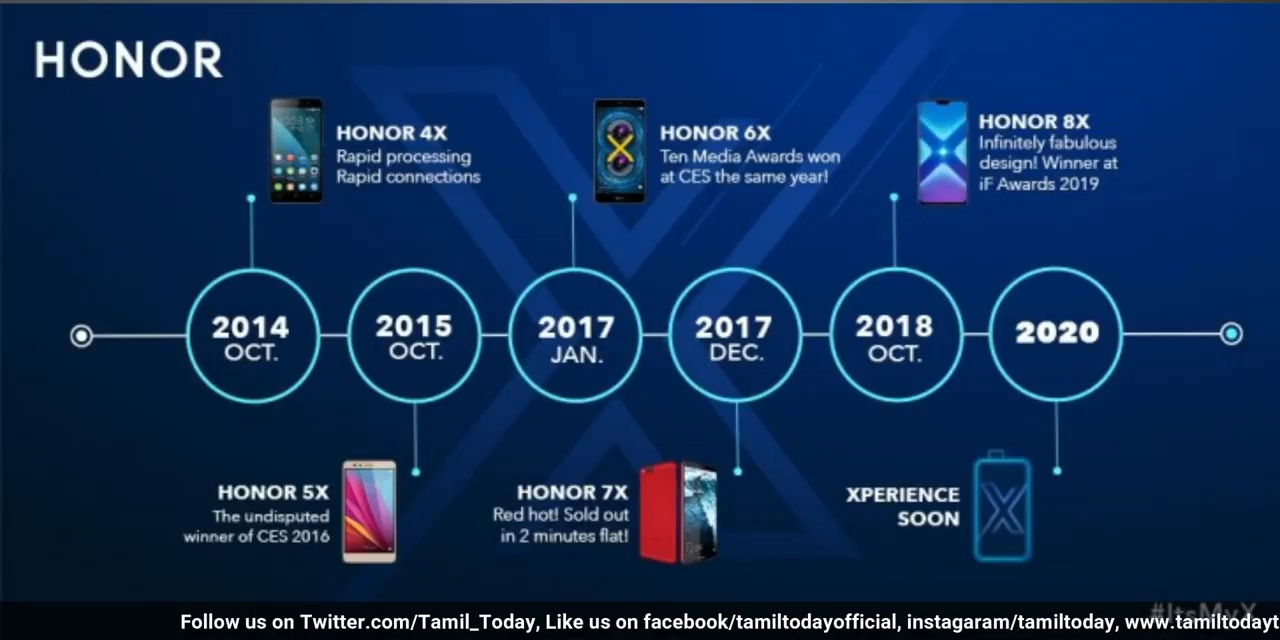 HONOR
HONOR 4X
Rapid processing
Rapid connections
HONOR 6X
Ten Media Awards won
at CES the same year!
HONOR 8X
Infinitely fabulous
design! Winner at
iF Awards 2019
2014
OCT.
2015
OCT.
2017
JAN.
2017
DEC.
2018
OCT.
2020
HONOR 5X
The undisputed
winner of CES 2016
HONOR 7X
Red hot! Sold out
in 2 minutes flat!
XPERIENCE
SOON
#ItsMyX
Follow us on Twitter.com/Tamil_Today, Like us on facebook/tamiltodayofficial, instagaram/tamiltoday, www.tamiltodayt